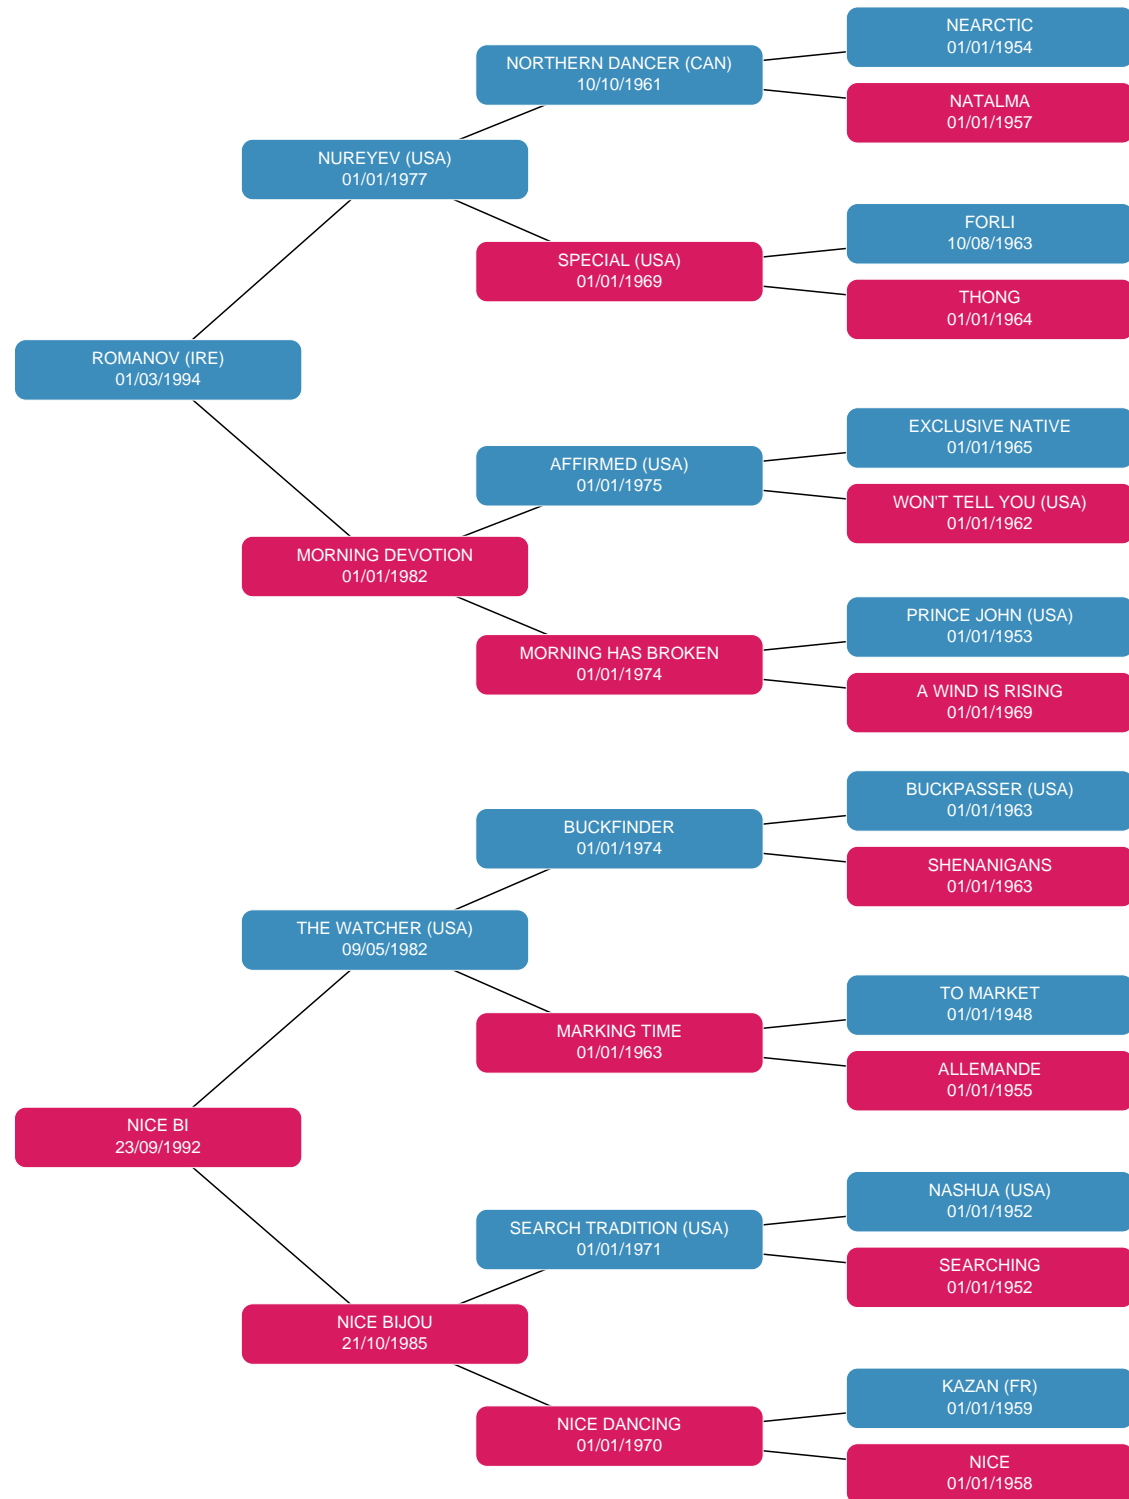 NEARCTIC
01/01/1954
NORTHERN DANCER (CAN)
10/10/1961
NATALMA
01/01/1957
NUREYEV (USA)
01/01/1977
FORLI
10/08/1963
SPECIAL (USA)
01/01/1969
THONG
01/01/1964
ROMANOV (IRE)
01/03/1994
EXCLUSIVE NATIVE
01/01/1965
AFFIRMED (USA)
01/01/1975
WON'T TELL YOU (USA)
01/01/1962
MORNING DEVOTION
01/01/1982
PRINCE JOHN (USA)
01/01/1953
MORNING HAS BROKEN
01/01/1974
A WIND IS RISING
01/01/1969
BUCKPASSER (USA)
01/01/1963
BUCKFINDER
01/01/1974
SHENANIGANS
01/01/1963
THE WATCHER (USA)
09/05/1982
TO MARKET
01/01/1948
MARKING TIME
01/01/1963
ALLEMANDE
01/01/1955
NICE BI
23/09/1992
NASHUA (USA)
01/01/1952
SEARCH TRADITION (USA)
01/01/1971
SEARCHING
01/01/1952
NICE BIJOU
21/10/1985
KAZAN (FR)
01/01/1959
NICE DANCING
01/01/1970
NICE
01/01/1958